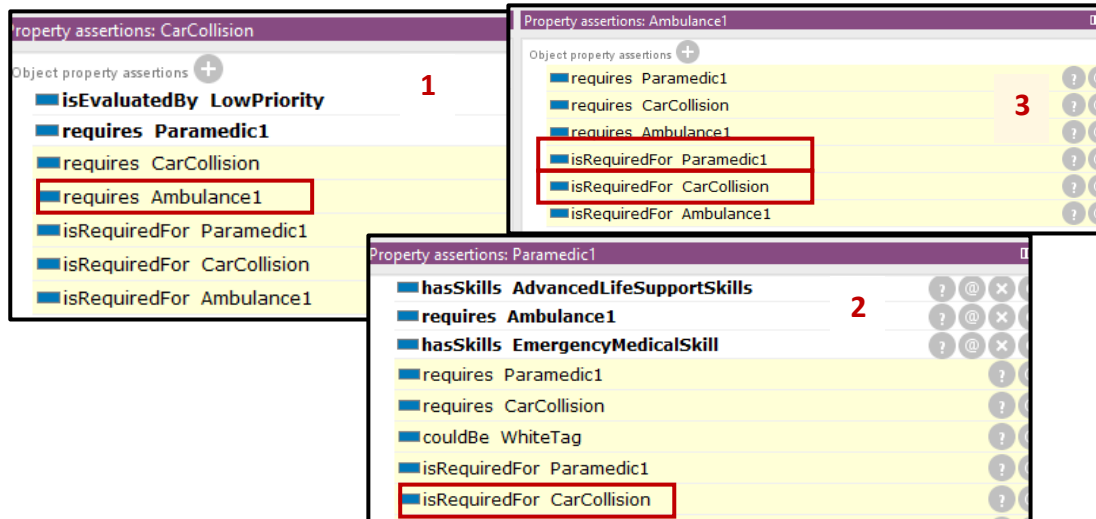 Property assertions: CarCollision
Object property assertions
1
isEvaluatedBy LowPriority
requires Paramedic1
requires CarCollision
requires Ambulance1
isRequiredFor Paramedic1
isRequiredFor CarCollision
isRequiredFor Ambulance1
Property assertions: Ambulance1
Object property assertions
requires Paramedic1
requires CarCollision
3
requires Ambulance1
isRequiredFor Paramedic1
isRequiredFor CarCollision
isRequiredFor Ambulance1
Property assertions: Paramedic1
hasSkills AdvancedLifeSupportSkills
requires Ambulance1
2
hasSkills EmergencyMedicalSkill
requires Paramedic1
requires CarCollision
couldBe WhiteTag
isRequiredFor Paramedic1
isRequiredFor CarCollision